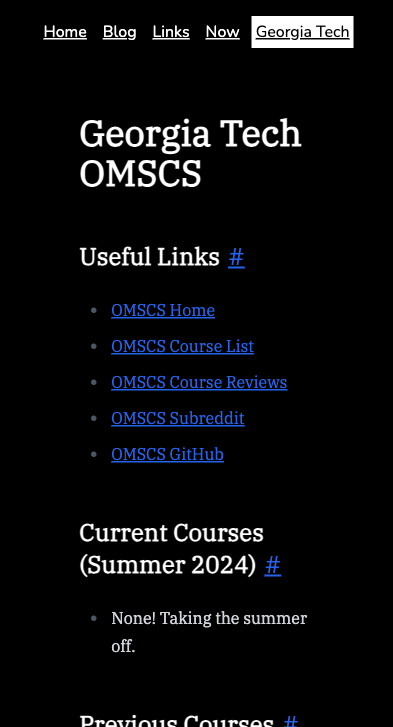 Home Blog Links Now Georgia Tech
Georgia Tech
OMSCS
Useful Links #
• OMSCS Home
• OMSCS Course List
• OMSCS Course Reviews
• OMSCS Subreddit
• OMSCS GitHub
Current Courses
(Summer 2024) #
• None! Taking the summer
off.
Previous Courses #